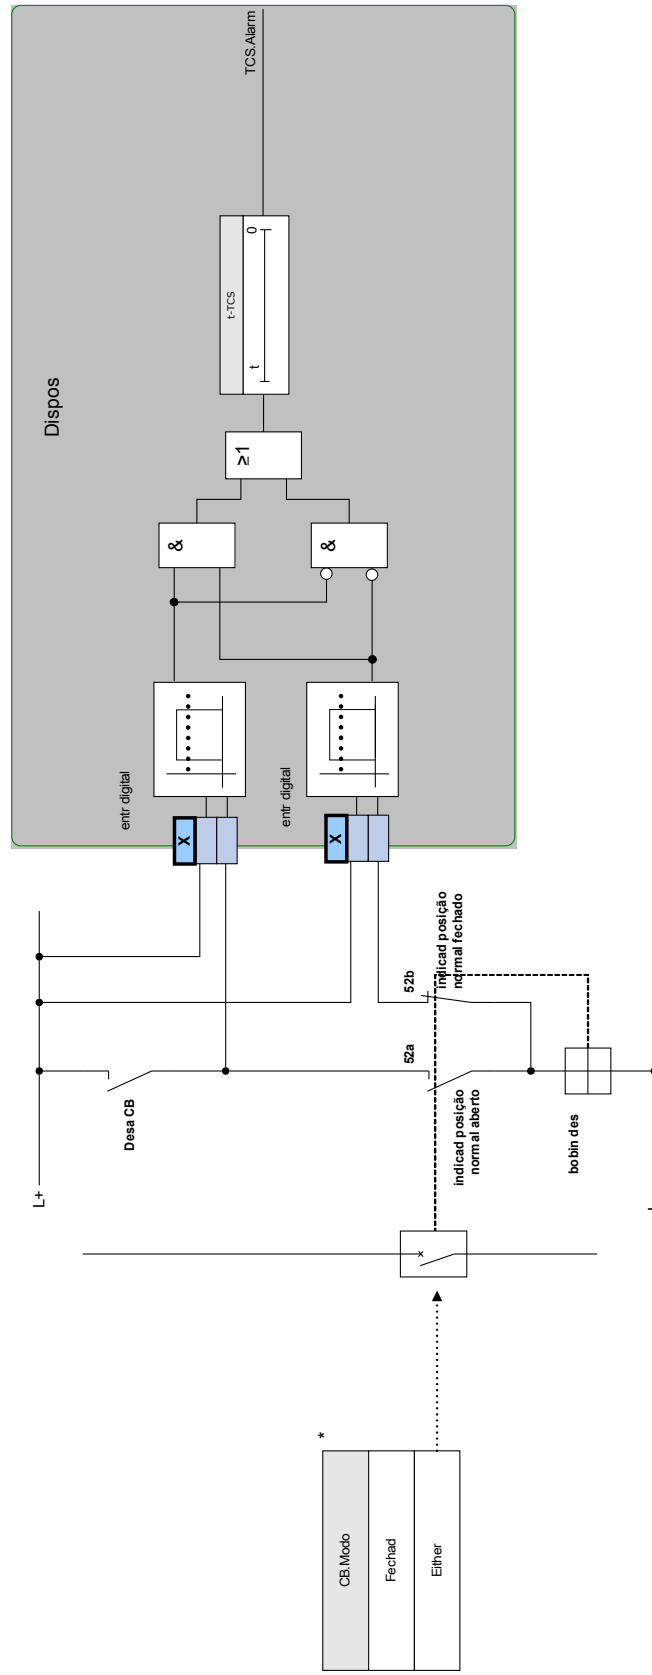 *
CB.Modo
Fechad
Either
L+
Desa CB
52a
indicad posição
normal aberto
52b
indicad posição
normal fechado
bobin des
X
X
entr digital
entr digital
Dispos
&
&
≥1
t-TCS
t
0
TCS.Alarm